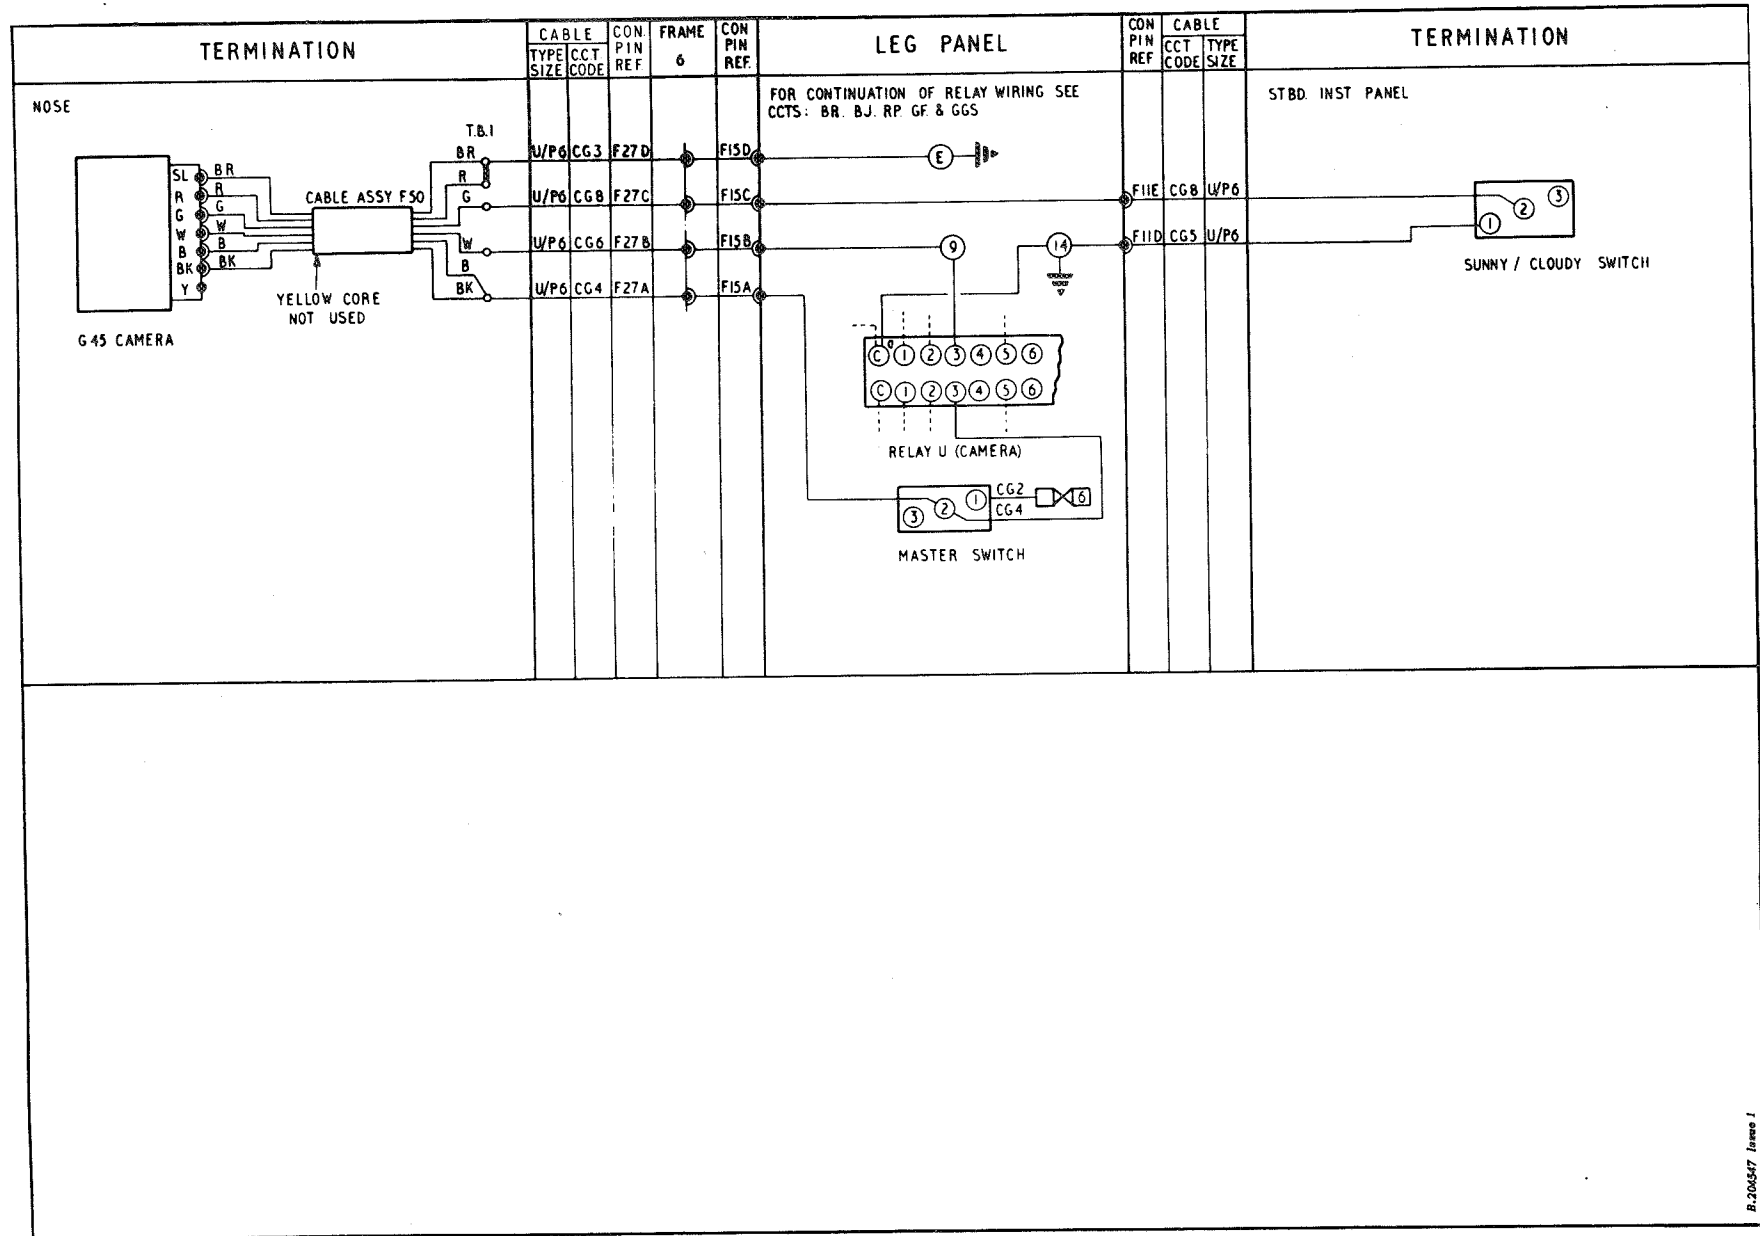 TERMINATION
CABLE
TYPE SIZE
C.C.T. CODE
CON. PIN REF
FRAME 6
CON PIN REF.
LEG PANEL
CON PIN REF
CABLE
CCT CODE
TYPE SIZE
TERMINATION
NOSE
FOR CONTINUATION OF RELAY WIRING SEE
CCTS: BR. BJ. RP. GF. & GGS
STBD. INST PANEL
T.B.1
SL BR
R R
G G
W W
B B
BK BK
Y
CABLE ASSY F50
YELLOW CORE
NOT USED
G45 CAMERA
BR
R
G
W
B
BK
U/P6 CG3 F27D F15D E
U/P6 CG8 F27C F15C F11E CG8 U/P6
U/P6 CG6 F27B F15B 9 14 F11D CG5 U/P6
U/P6 CG4 F27A F15A
1 2 3
SUNNY / CLOUDY SWITCH
C 1 2 3 4 5 6
C 1 2 3 4 5 6
RELAY U (CAMERA)
3 2 1
CG2 6
CG4
MASTER SWITCH
B.204547 Issue 1